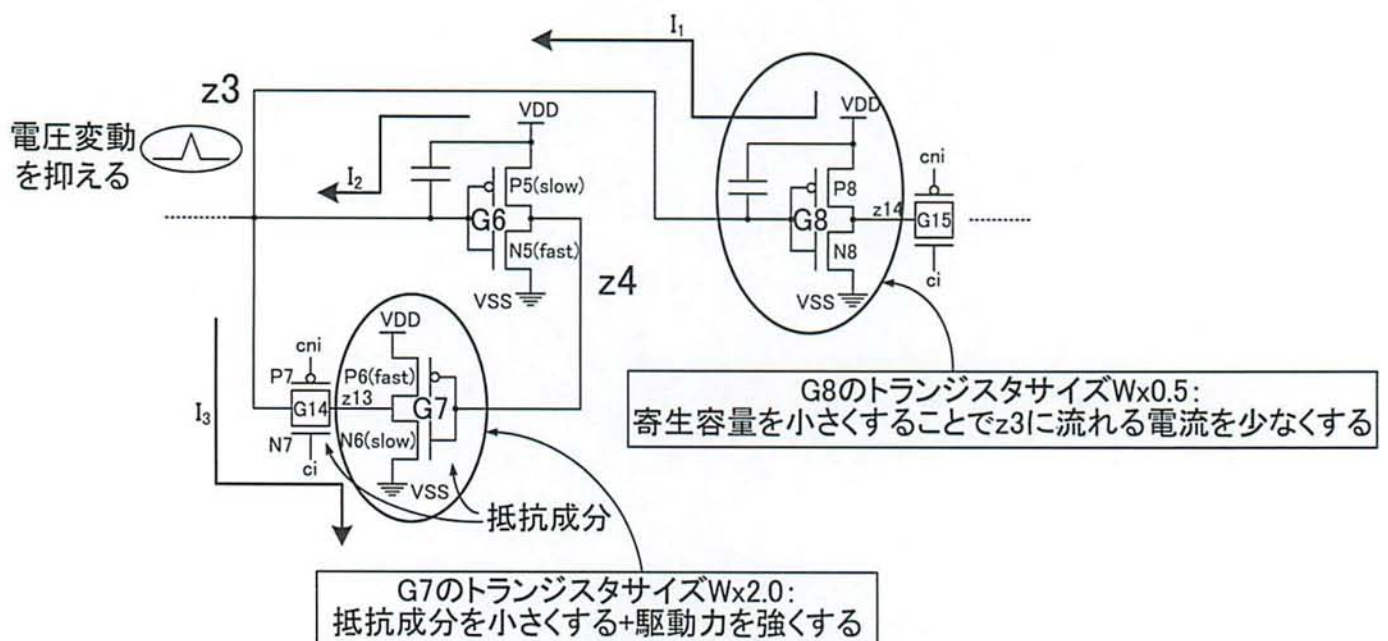 I1
z3
電圧変動
を抑える
VDD
I2
P5(slow)
G6
N5(fast)
VSS
z4
VDD
P8
G8
N8
VSS
z14
cni
G15
ci
I3
cni
P7
G14
N7
ci
z13
VDD
P6(fast)
G7
N6(slow)
VSS
抵抗成分
G8のトランジスタサイズWx0.5:
寄生容量を小さくすることでz3に流れる電流を少なくする
G7のトランジスタサイズWx2.0:
抵抗成分を小さくする+駆動力を強くする